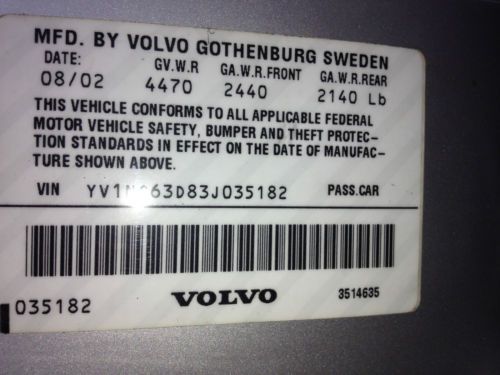 MFD. BY VOLVO GOTHENBURG SWEDEN
DATE: GV.W.R GA.W.R.FRONT GA.W.R.REAR
08/02 4470 2440 2140 Lb
THIS VEHICLE CONFORMS TO ALL APPLICABLE FEDERAL
MOTOR VEHICLE SAFETY, BUMPER AND THEFT PROTEC-
TION STANDARDS IN EFFECT ON THE DATE OF MANUFAC-
TURE SHOWN ABOVE.
VIN PASS.CAR
035182 VOLVO 3514635